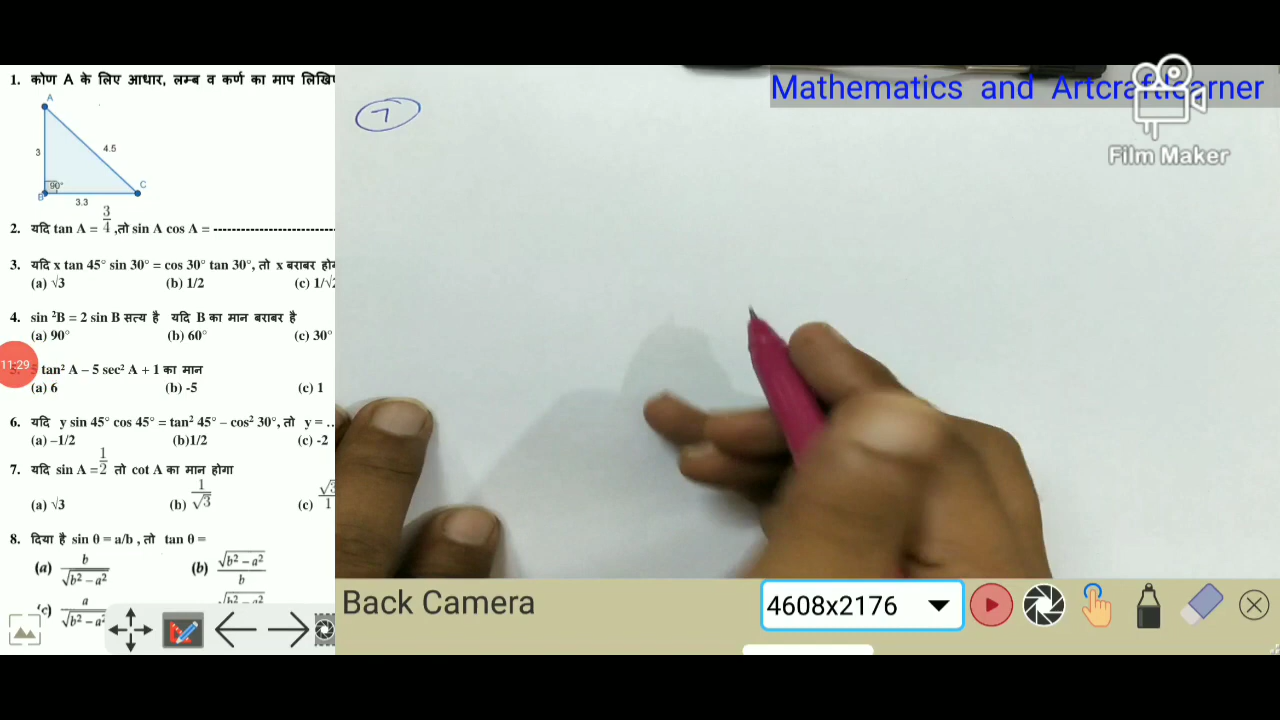 Mathematics and Artcraftlearner
Film Maker
1. कोण A के लिए आधार, लम्ब व कर्ण का माप
A
3
4.5
90°
B
C
3.3
2. यदि tan A = 3/4 ,तो sin A cos A = --------------------
3. यदि x tan 45° sin 30° = cos 30° tan 30°, तो x बराबर
(a) √3 (b) 1/2 (c)
4. sin ²B = 2 sin B सत्य है यदि B का मान बराबर है
(a) 90° (b) 60° (c) 30°
11:29
tan² A – 5 sec² A + 1 का मान
(a) 6 (b) -5 (c) 1
6. यदि y sin 45° cos 45° = tan² 45° – cos² 30°, तो y = ..
(a) –1/2 (b)1/2 (c) -2
7. यदि sin A = 1/2 तो cot A का मान होगा
(a) √3 (b) 1/√3 (c)
8. दिया है sin θ = a/b , तो tan θ =
(a) b/√(b² – a²) (b) √(b² – a²)/b
c)
7
Back Camera
4608x2176